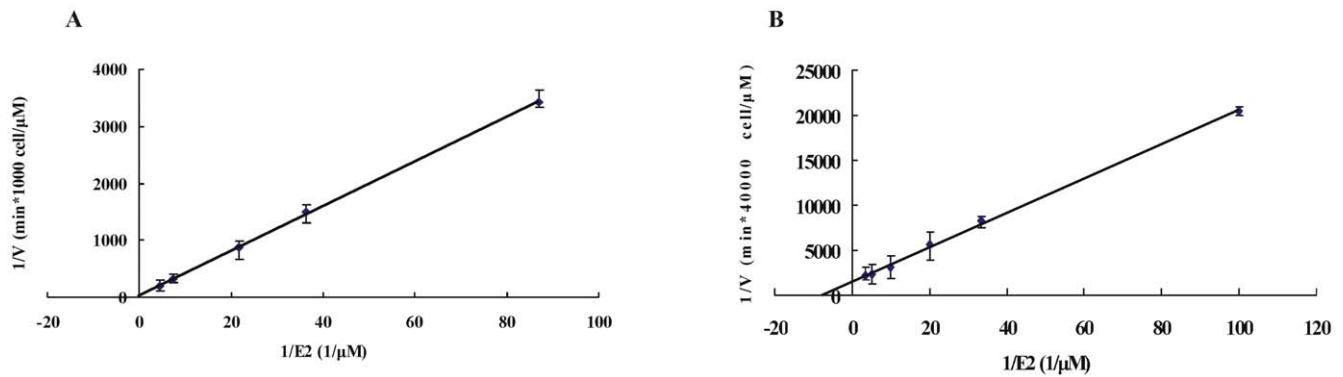 A
1/V (min*1000 cell/µM)
4000
3000
2000
1000
0
-20 0 20 40 60 80 100
1/E2 (1/µM)
B
1/V (min*40000 cell/µM)
25000
20000
15000
10000
5000
0
-20 0 20 40 60 80 100 120
1/E2 (1/µM)